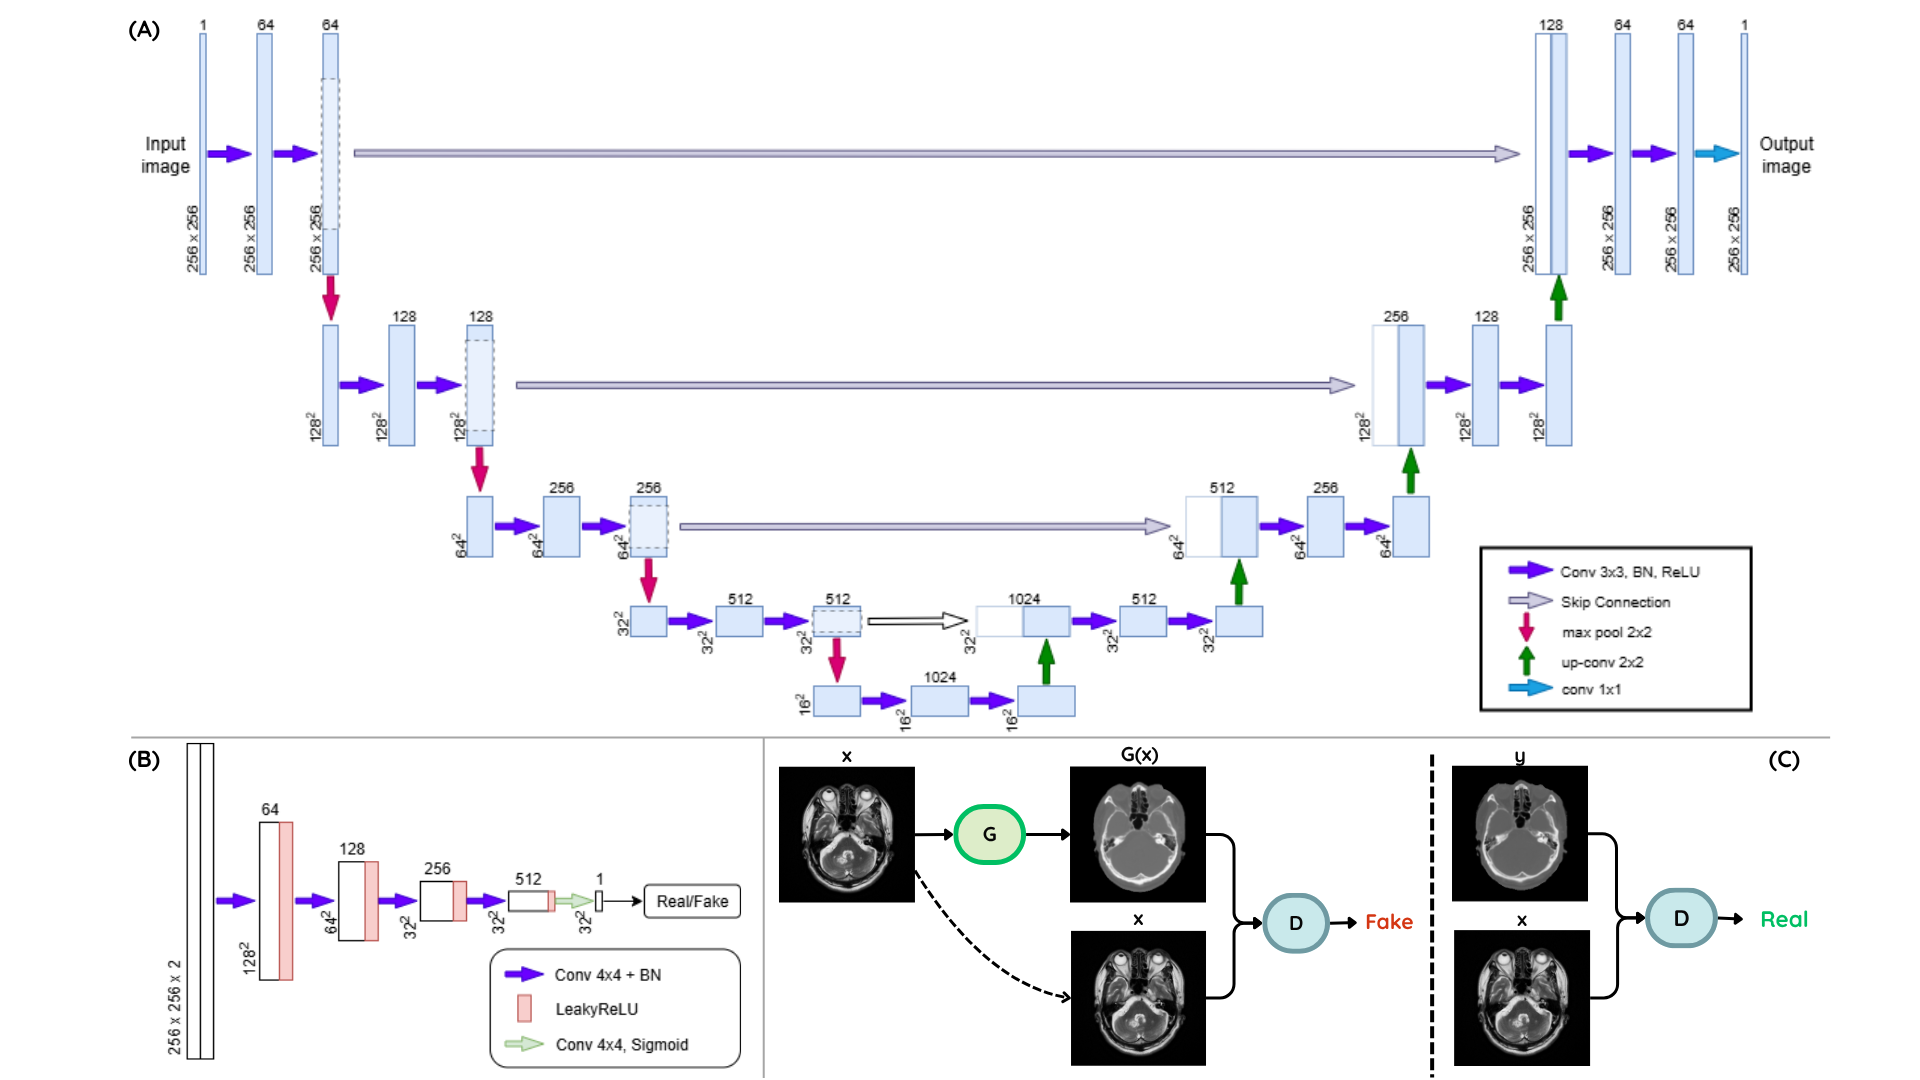 (A)
1
64
64
128
64
64
1
Input
image
Output
image
256 x 256
256 x 256
256 x 256
256 x 256
256 x 256
256 x 256
256 x 256
128
128
256
128
128²
128²
128²
128²
128²
128²
256
256
512
256
64²
64²
64²
64²
64²
64²
512
512
1024
512
32²
32²
32²
32²
32²
32²
1024
16²
16²
16²
Conv 3x3, BN, ReLU
Skip Connection
max pool 2x2
up-conv 2x2
conv 1x1
(B)
64
128
256
512
1
256 x 256 x 2
128²
64²
32²
32²
32²
Real/Fake
Conv 4x4 + BN
LeakyReLU
Conv 4x4, Sigmoid
(C)
x
G(x)
y
G
x
x
D
Fake
D
Real